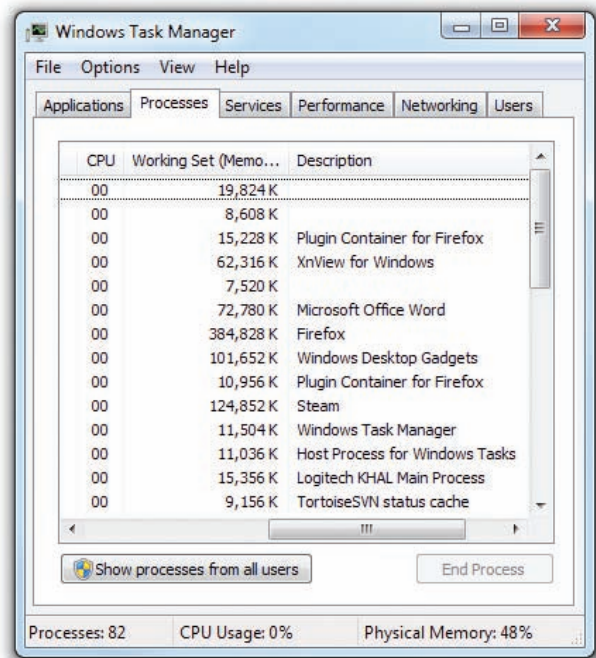 Windows Task Manager
File Options View Help
Applications Processes Services Performance Networking Users
CPU Working Set (Memo... Description
00 19,824 K
00 8,608 K
00 15,228 K Plugin Container for Firefox
00 62,316 K XnView for Windows
00 7,520 K
00 72,780 K Microsoft Office Word
00 384,828 K Firefox
00 101,652 K Windows Desktop Gadgets
00 10,956 K Plugin Container for Firefox
00 124,852 K Steam
00 11,504 K Windows Task Manager
00 11,036 K Host Process for Windows Tasks
00 15,356 K Logitech KHAL Main Process
00 9,156 K TortoiseSVN status cache
Show processes from all users End Process
Processes: 82 CPU Usage: 0% Physical Memory: 48%